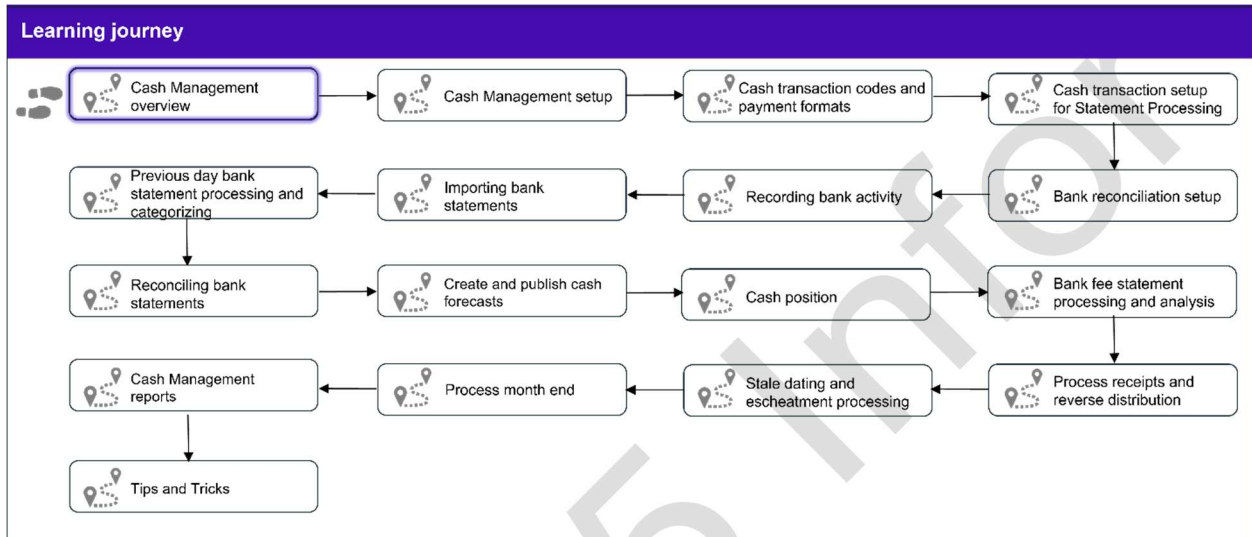 Learning journey
Cash Management
overview
Cash Management setup
Cash transaction codes and
payment formats
Cash transaction setup
for Statement Processing
Previous day bank
statement processing and
categorizing
Importing bank
statements
Recording bank activity
Bank reconciliation setup
Reconciling bank
statements
Create and publish cash
forecasts
Cash position
Bank fee statement
processing and analysis
Cash Management
reports
Process month end
Stale dating and
escheatment processing
Process receipts and
reverse distribution
Tips and Tricks
5 Infor